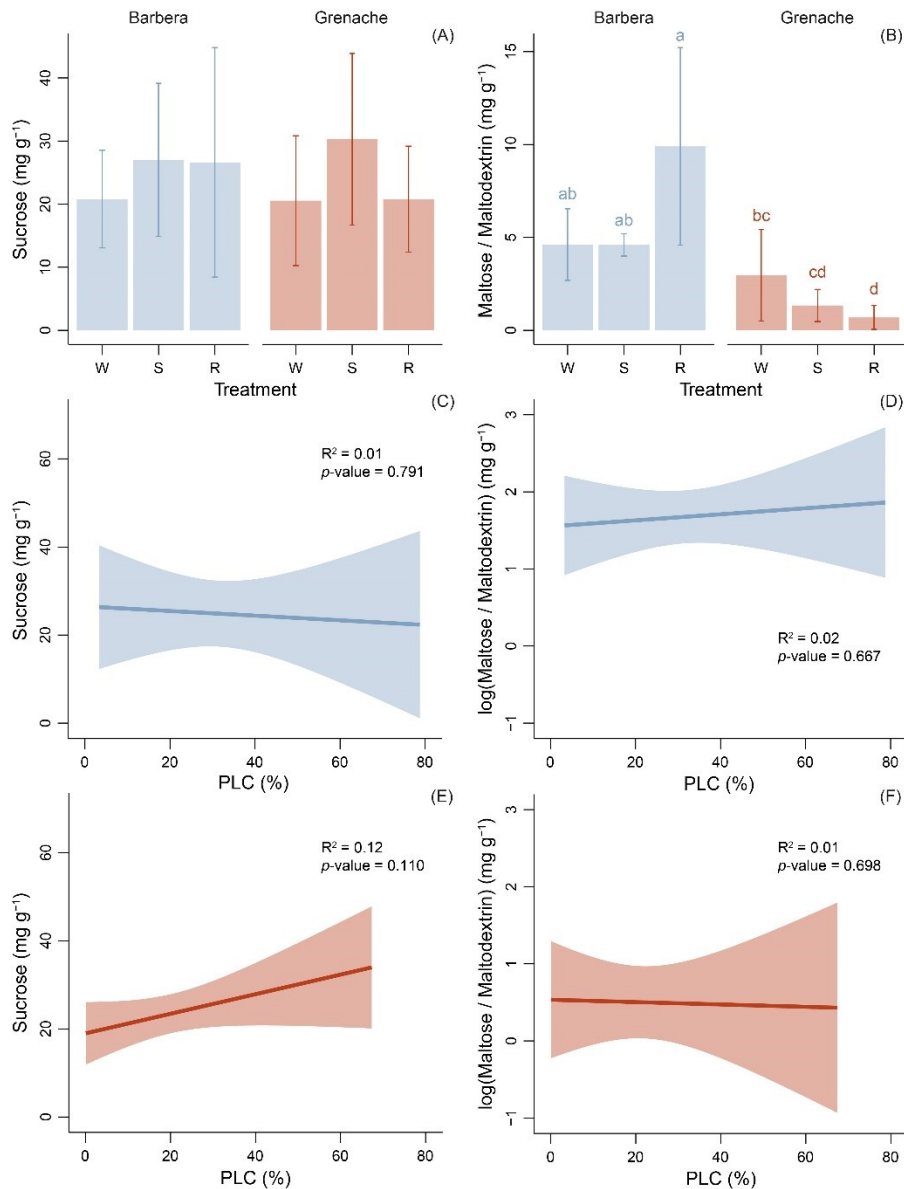 Barbera
Grenache
(A)
Sucrose (mg g⁻¹)
40
30
20
10
0
W
S
R
W
S
R
Treatment
Barbera
Grenache
(B)
Maltose / Maltodextrin (mg g⁻¹)
15
10
5
0
ab
ab
a
bc
cd
d
W
S
R
W
S
R
Treatment
(C)
Sucrose (mg g⁻¹)
60
40
20
0
R² = 0.01
p-value = 0.791
0
20
40
60
80
PLC (%)
(D)
log(Maltose / Maltodextrin) (mg g⁻¹)
3
2
1
0
−1
R² = 0.02
p-value = 0.667
0
20
40
60
80
PLC (%)
(E)
Sucrose (mg g⁻¹)
60
40
20
0
R² = 0.12
p-value = 0.110
0
20
40
60
80
PLC (%)
(F)
log(Maltose / Maltodextrin) (mg g⁻¹)
3
2
1
0
−1
R² = 0.01
p-value = 0.698
0
20
40
60
80
PLC (%)